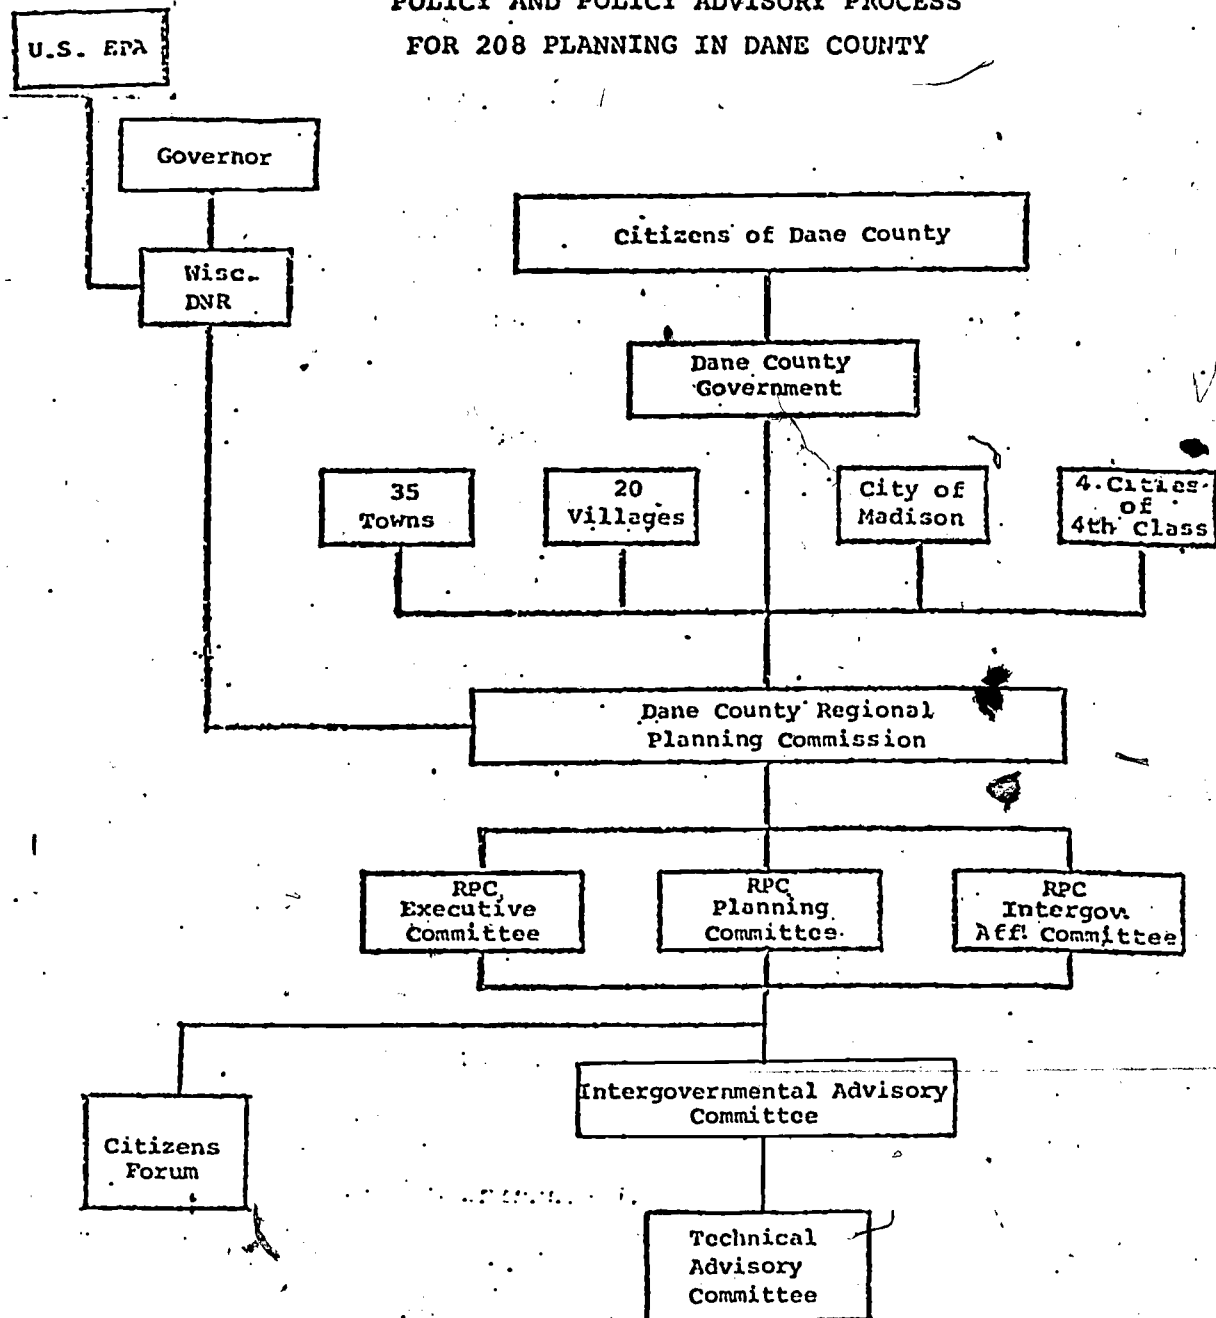 POLICY AND POLICY ADVISORY PROCESS
FOR 208 PLANNING IN DANE COUNTY
U.S. EPA
Governor
Wisc.
DNR
Citizens of Dane County
Dane County
Government
35
Towns
20
Villages
City of
Madison
4 Cities
of
4th Class
Dane County Regional
Planning Commission
RPC
Executive
Committee
RPC
Planning
Committee
RPC
Intergov
Aff. Committee
Intergovernmental Advisory
Committee
Citizens
Forum
Technical
Advisory
Committee